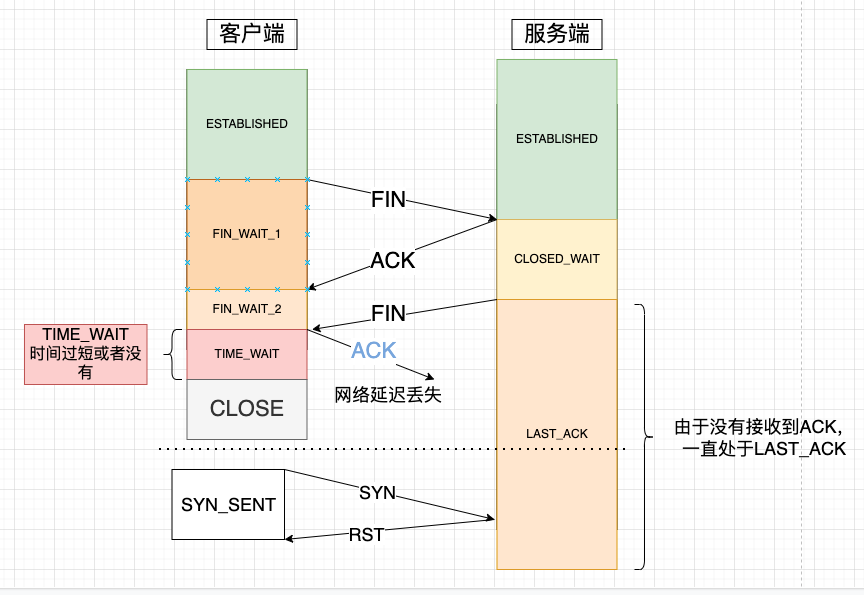 客户端
服务端
ESTABLISHED
ESTABLISHED
FIN
FIN_WAIT_1
ACK
CLOSED_WAIT
FIN_WAIT_2
FIN
TIME_WAIT
时间过短或者没
有
TIME_WAIT
ACK
网络延迟丢失
CLOSE
LAST_ACK
由于没有接收到ACK,
一直处于LAST_ACK
SYN_SENT
SYN
RST